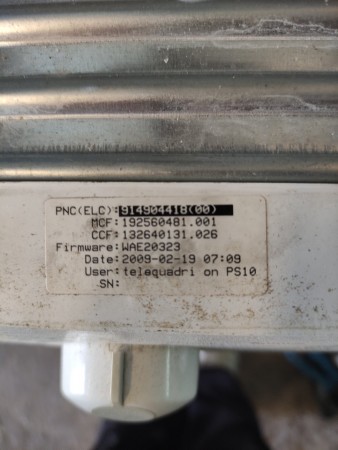 PNC(ELC):914904418(00)
MCF:192560481.001
CCF:132640131.026
Firmware:WAE20323
Date:2009-02-19 07:09
User:telequadri on PS10
SN: